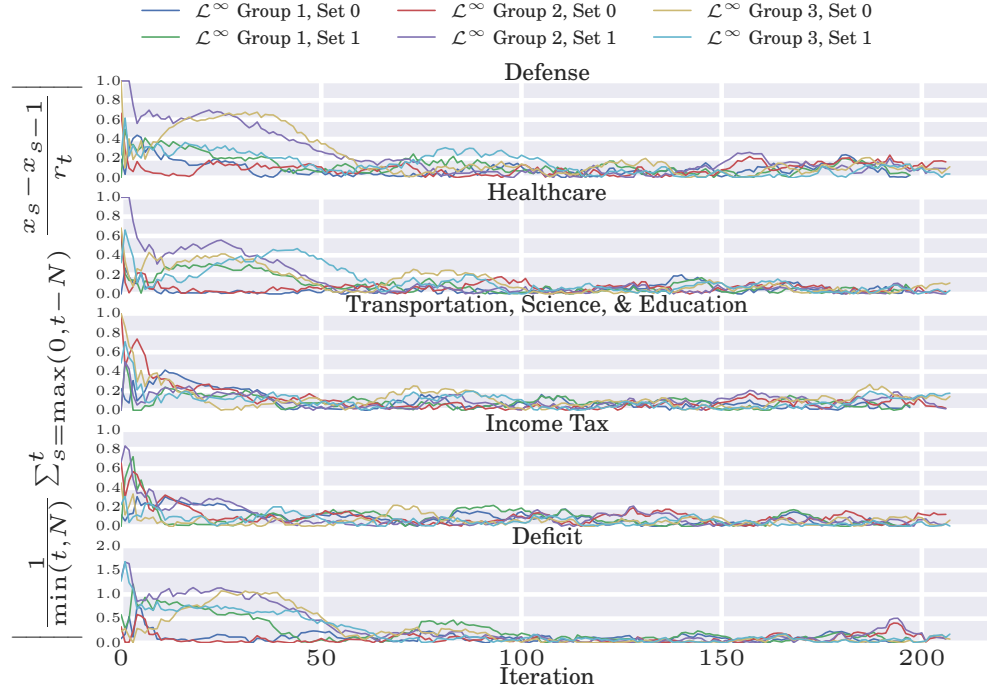 ℒ∞ Group 1, Set 0 ℒ∞ Group 2, Set 0 ℒ∞ Group 3, Set 0
ℒ∞ Group 1, Set 1 ℒ∞ Group 2, Set 1 ℒ∞ Group 3, Set 1
| 1/min(t,N) ∑ᵗ_{s=max(0,t−N)} (x_s−x_{s−1})/r_t |
Defense
1.0
0.8
0.6
0.4
0.2
0.0
Healthcare
1.0
0.8
0.6
0.4
0.2
0.0
Transportation, Science, & Education
1.0
0.8
0.6
0.4
0.2
0.0
Income Tax
1.0
0.8
0.6
0.4
0.2
0.0
Deficit
2.0
1.5
1.0
0.5
0.0
0 50 100 150 200
Iteration